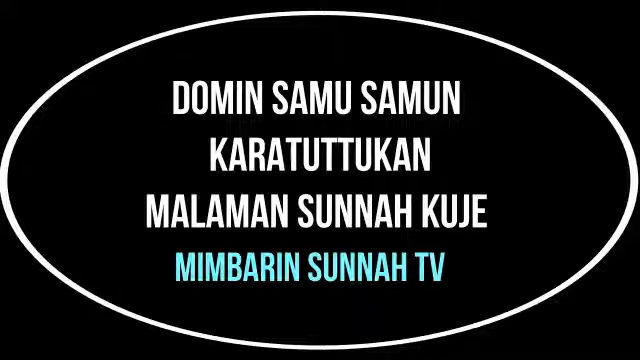 DOMIN SAMU SAMUN
KARATUTTUKAN
MALAMAN SUNNAH KUJE
MIMBARIN SUNNAH TV